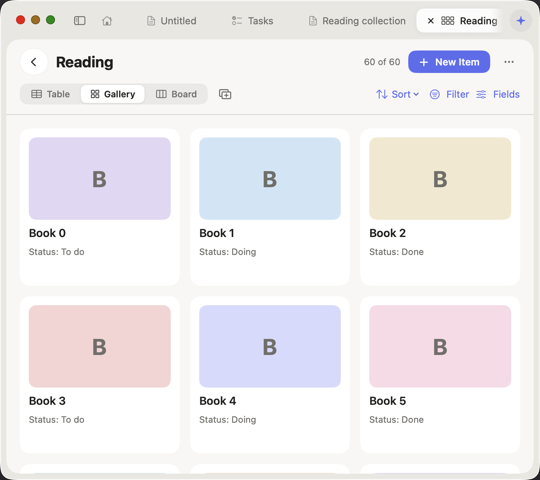 Untitled
Tasks
Reading collection
Reading
Reading
60 of 60
New Item
Table
Gallery
Board
Sort
Filter
Fields
B
B
B
Book 0
Book 1
Book 2
Status: To do
Status: Doing
Status: Done
B
B
B
Book 3
Book 4
Book 5
Status: To do
Status: Doing
Status: Done